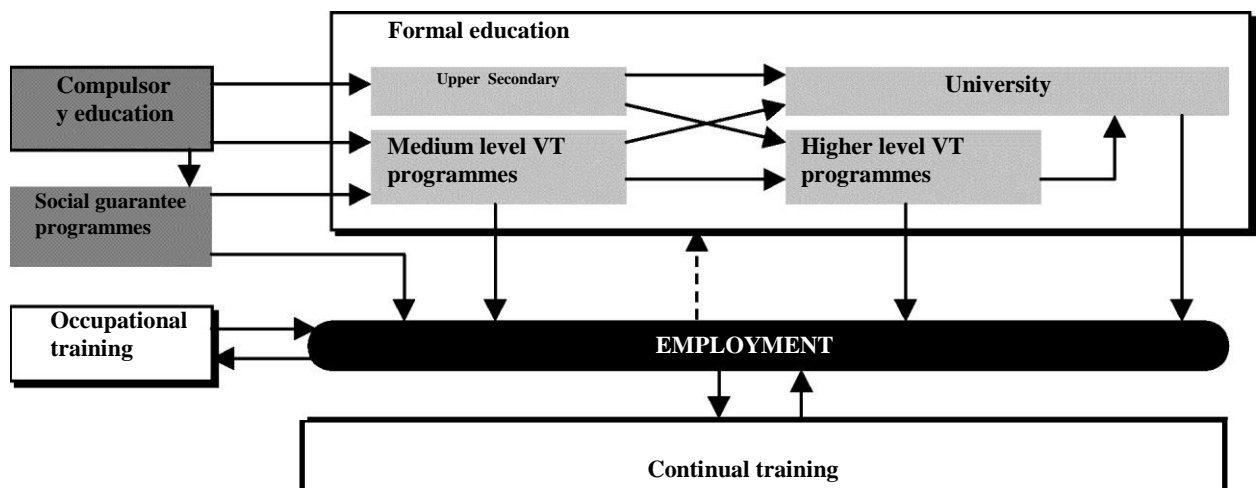 Formal education
Compulsor
y education
Upper Secondary
University
Medium level VT
programmes
Higher level VT
programmes
Social guarantee
programmes
Occupational
training
EMPLOYMENT
Continual training